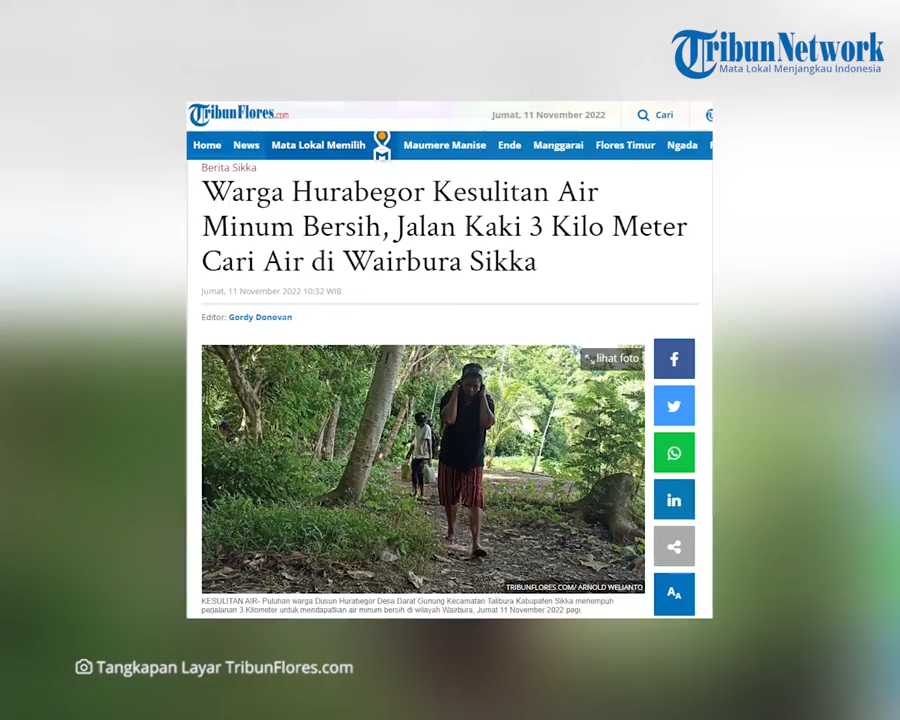 TribunNetwork
Mata Lokal Menjangkau Indonesia
TribunFlores.com
Jumat, 11 November 2022
Cari
Home News Mata Lokal Memilih Maumere Manise Ende Manggarai Flores Timur Ngada
Berita Sikka
Warga Hurabegor Kesulitan Air
Minum Bersih, Jalan Kaki 3 Kilo Meter
Cari Air di Wairbura Sikka
Jumat, 11 November 2022 10:32 WIB
Editor: Gordy Donovan
lihat foto
TRIBUNFLORES.COM/ ARNOLD WELIANTO
KESULITAN AIR- Puluhan warga Dusun Hurabegor Desa Darat Gunung Kecamatan Talibura Kabupaten Sikka menempuh
perjalanan 3 Kilometer untuk mendapatkan air minum bersih di wilayah Wairbura, Jumat 11 November 2022 pagi
AA
Tangkapan Layar TribunFlores.com